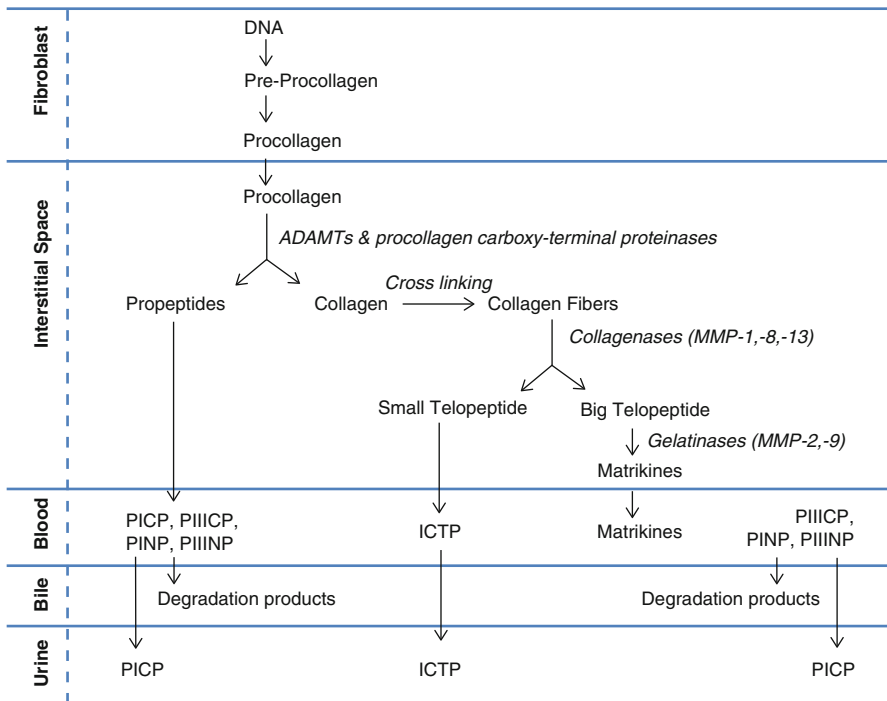 Fibroblast
DNA
Pre-Procollagen
Procollagen
Interstitial Space
Procollagen
ADAMTs & procollagen carboxy-terminal proteinases
Propeptides
Collagen
Cross linking
Collagen Fibers
Collagenases (MMP-1,-8,-13)
Small Telopeptide
Big Telopeptide
Gelatinases (MMP-2,-9)
Matrikines
Blood
PICP, PIIICP,
PINP, PIIINP
ICTP
Matrikines
PIIICP,
PINP, PIIINP
Bile
Degradation products
Degradation products
Urine
PICP
ICTP
PICP